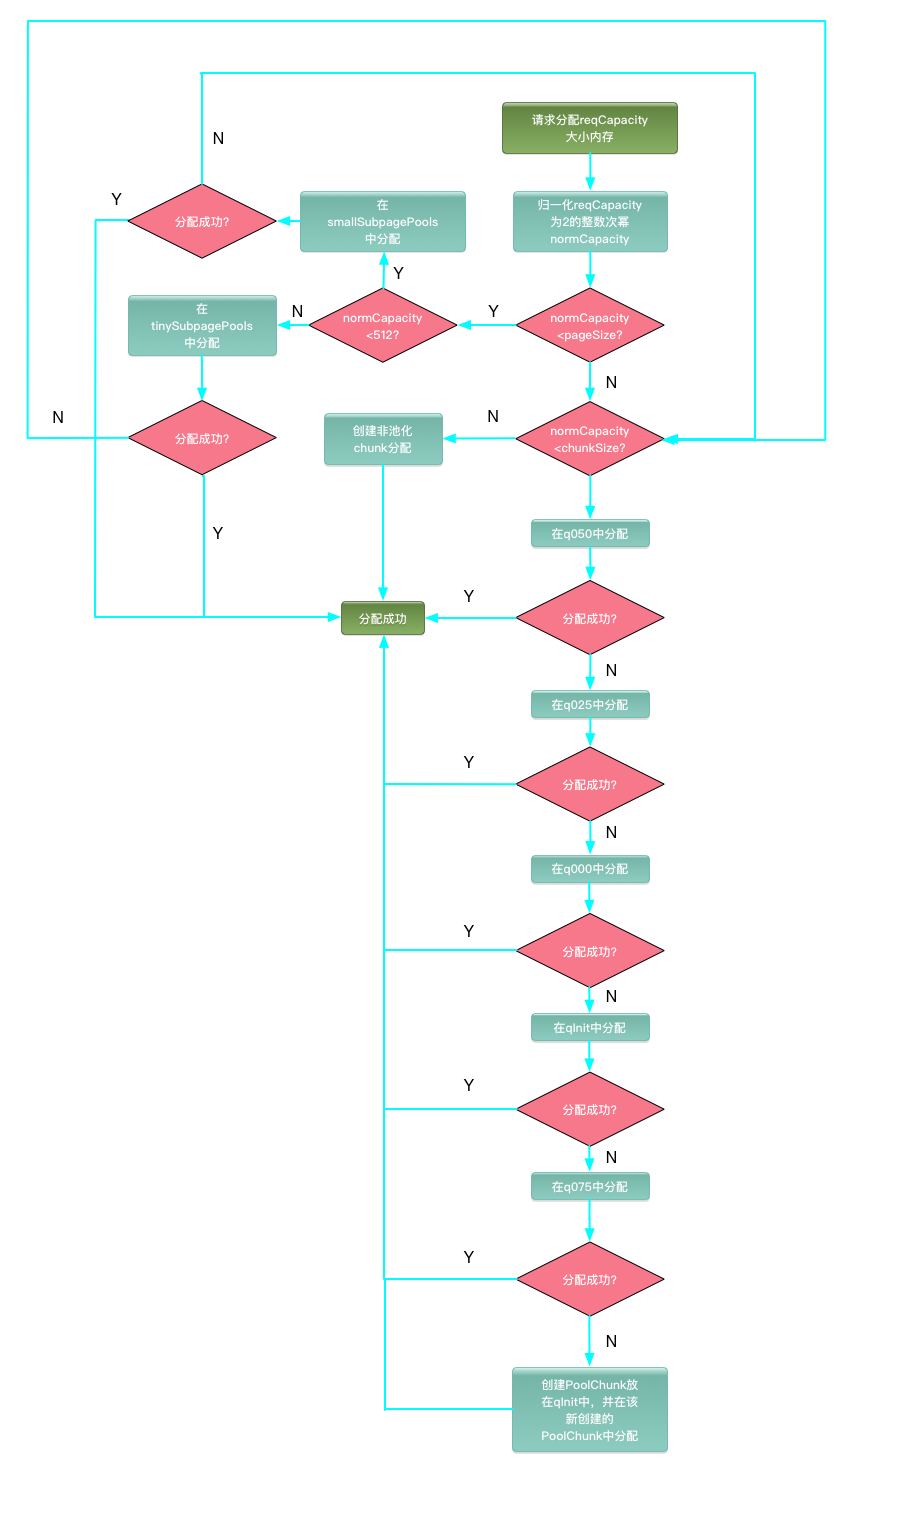 请求分配reqCapacity
大小内存
归一化reqCapacity
为2的整数次幂
normCapacity
normCapacity
<pageSize?
Y
N
normCapacity
<512?
Y
N
在
smallSubpagePools
中分配
分配成功?
N
Y
在
tinySubpagePools
中分配
分配成功?
N
Y
normCapacity
<chunkSize?
N
创建非池化
chunk分配
在q050中分配
分配成功?
Y
N
分配成功
在q025中分配
分配成功?
Y
N
在q000中分配
分配成功?
Y
N
在qInit中分配
分配成功?
Y
N
在q075中分配
分配成功?
Y
N
创建PoolChunk放
在qInit中，并在该
新创建的
PoolChunk中分配